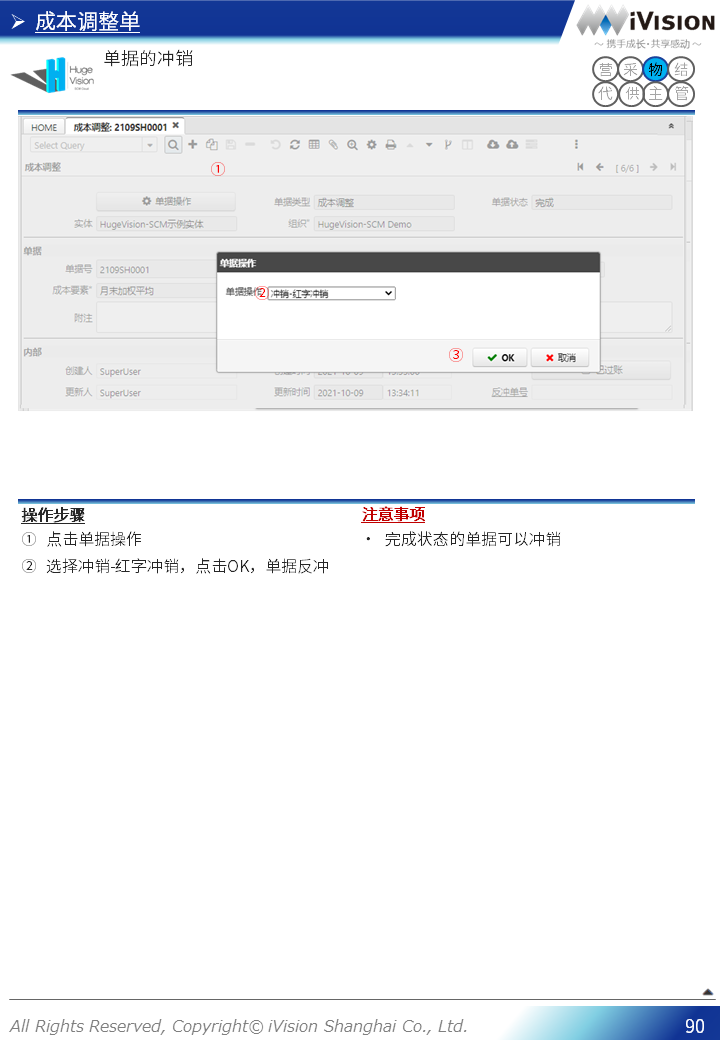 ➢ 成本调整单
iVISION
～ 携手成长·共享感动 ～
Huge
Vision
单据的冲销
营 采 物 结
代 供 主 管
HOME 成本调整: 2109SH0001
Select Query
①
成本调整 [ 6/6 ]
单据操作 单据类型 成本调整 单据状态 完成
实体 HugeVision-SCM示例实体 组织* HugeVision-SCM Demo
单据
单据号 2109SH0001
成本要素* 月末加权平均
附注
单据操作
单据操作 ② 冲销-红字冲销
③ OK 取消
内部
创建人 SuperUser 创建时间 2021-10-09 已过账
更新人 SuperUser 更新时间 2021-10-09 13:34:11 反冲单号
操作步骤
① 点击单据操作
② 选择冲销-红字冲销，点击OK，单据反冲
注意事项
• 完成状态的单据可以冲销
All Rights Reserved, Copyright© iVision Shanghai Co., Ltd.
90